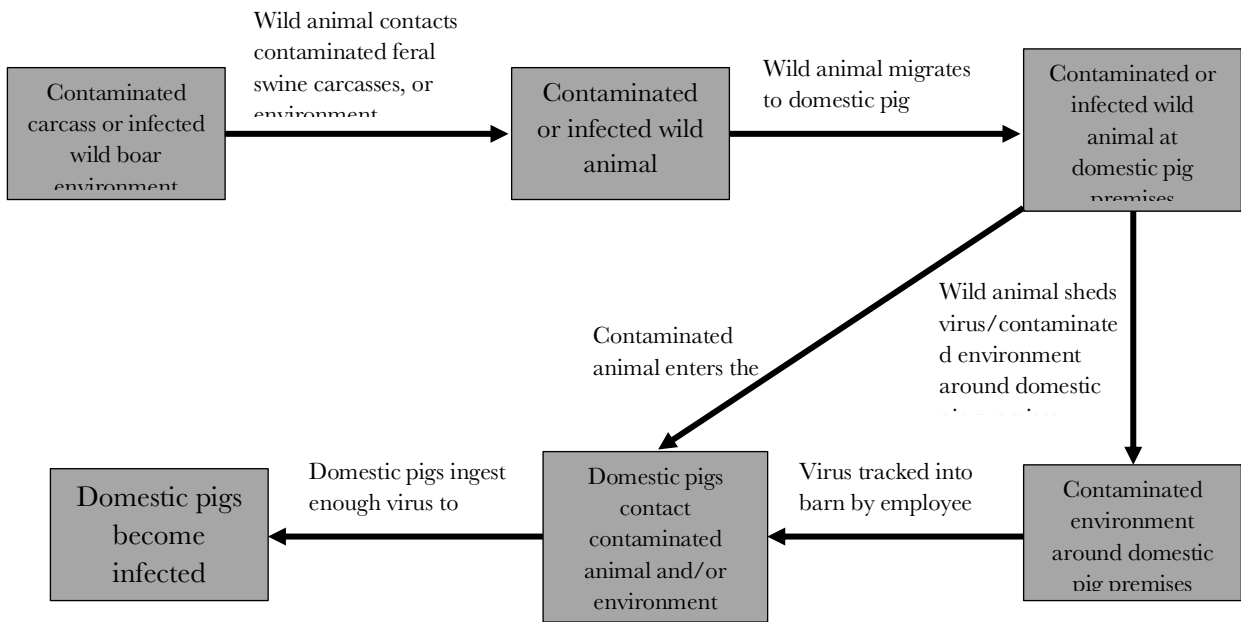 Wild animal contacts
contaminated feral
swine carcasses, or
environment
Contaminated
carcass or infected
wild boar
environment
Contaminated
or infected wild
animal
Wild animal migrates
to domestic pig
Contaminated or
infected wild
animal at
domestic pig
premises
Contaminated
animal enters the
Wild animal sheds
virus/contaminate
d environment
around domestic
Domestic pigs
become
infected
Domestic pigs ingest
enough virus to
Domestic pigs
contact
contaminated
animal and/or
environment
Virus tracked into
barn by employee
Contaminated
environment
around domestic
pig premises